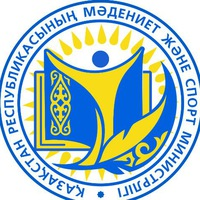 ҚАЗАҚСТАН РЕСПУБЛИКАСЫНЫҢ МӘДЕНИЕТ ЖӘНЕ СПОРТ МИНИСТРЛІГІ